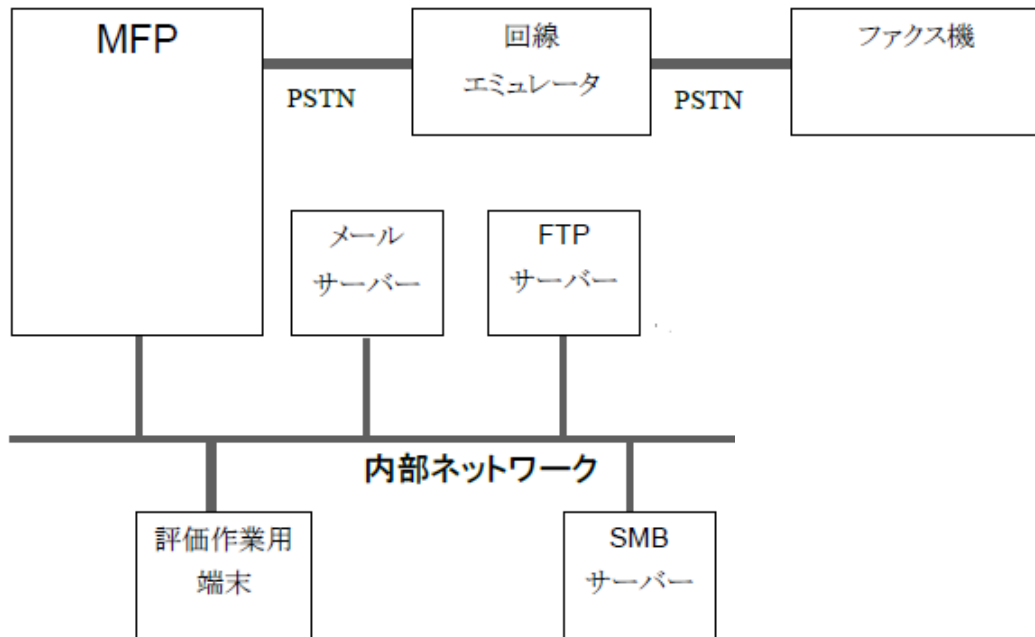 MFP
回線
エミュレータ
ファクス機
PSTN
PSTN
メール
サーバー
FTP
サーバー
内部ネットワーク
評価作業用
端末
SMB
サーバー